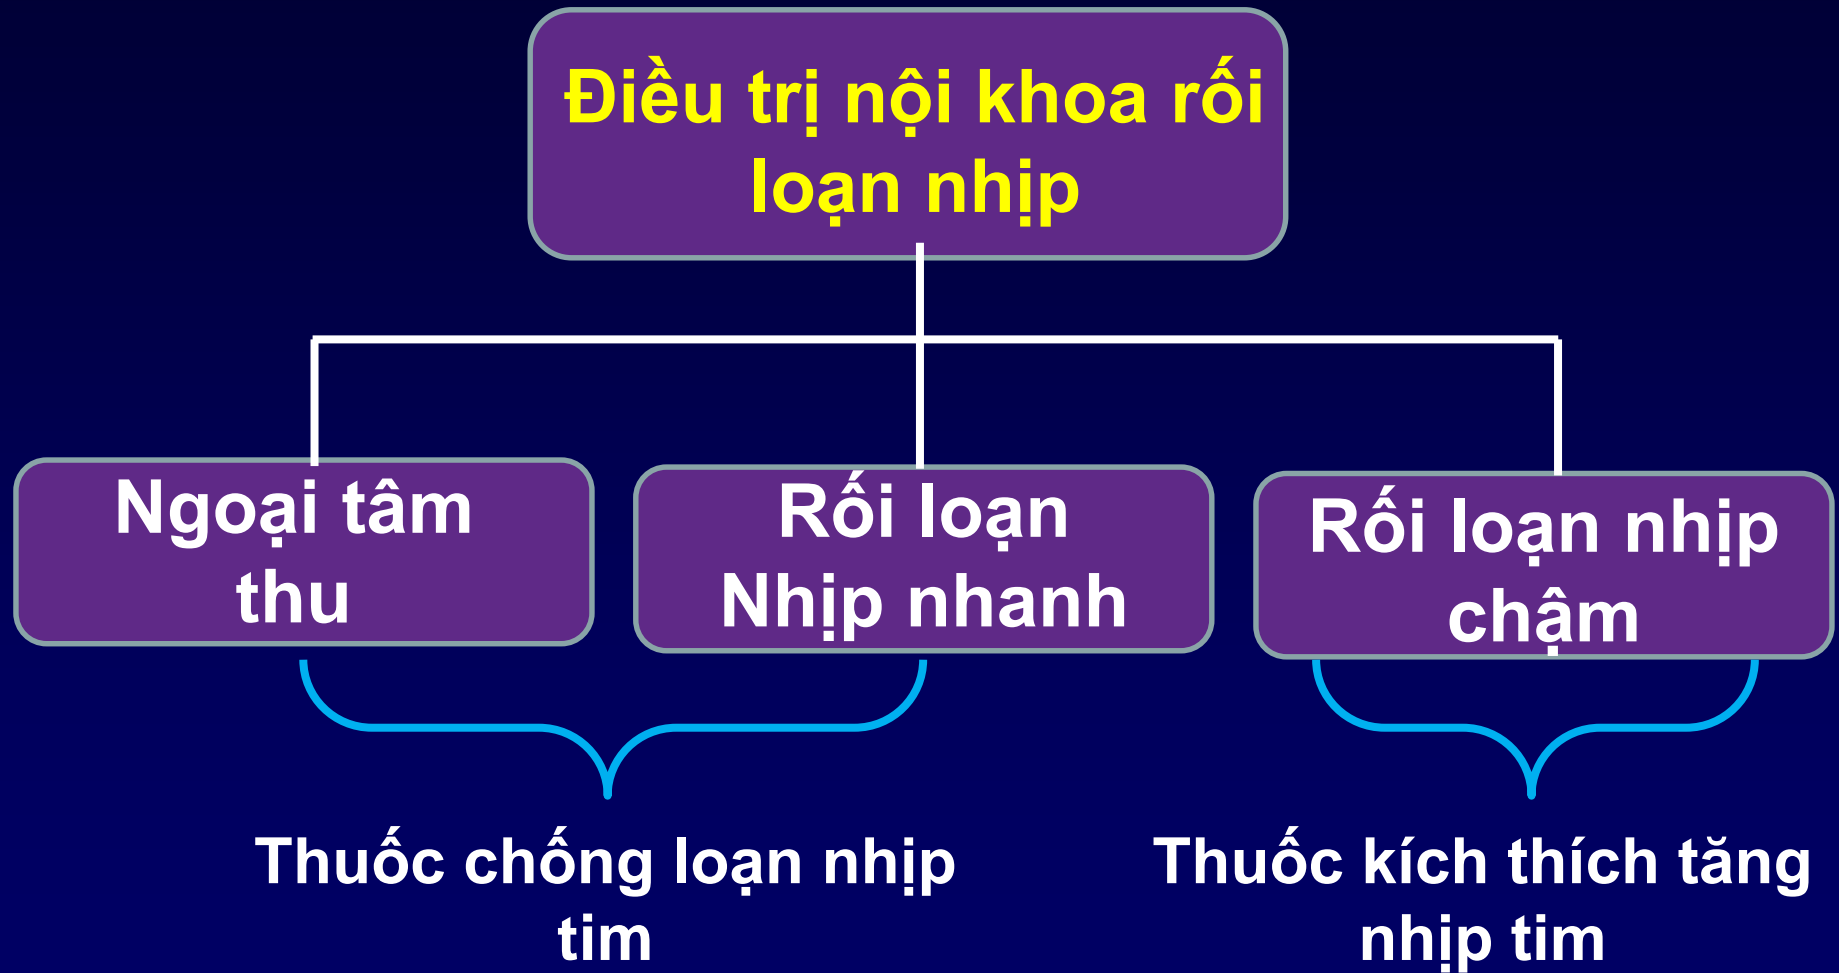 Điều trị nội khoa rối
loạn nhịp
Ngoại tâm
thu
Rối loạn
Nhịp nhanh
Rối loạn nhịp
chậm
Thuốc chống loạn nhịp
tim
Thuốc kích thích tăng
nhịp tim